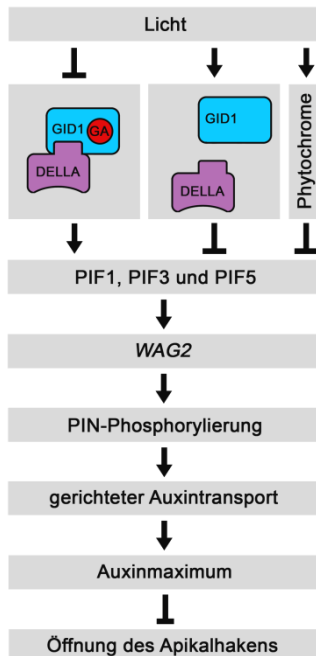 Licht
GID1
GA
DELLA
GID1
DELLA
Phytochrome
PIF1, PIF3 und PIF5
WAG2
PIN-Phosphorylierung
gerichteter Auxintransport
Auxinmaximum
Öffnung des Apikalhakens